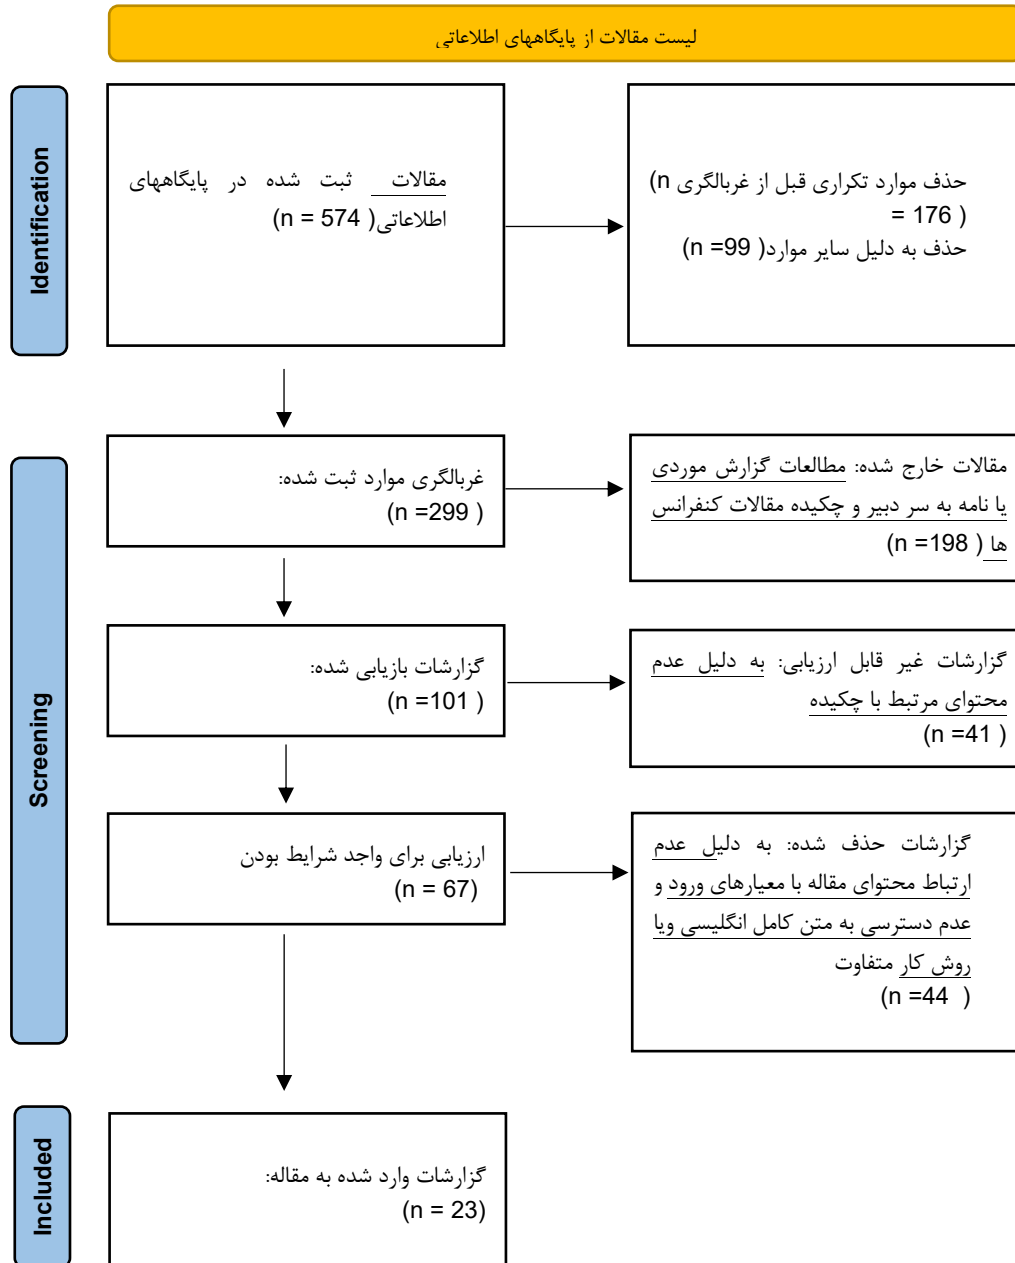 لیست مقالات از پایگاههای اطلاعاتی
Identification
مقالات ثبت شده در پایگاههای
اطلاعاتی( n = 574)
حذف موارد تکراری قبل از غربالگری (n
= 176 )
حذف به دلیل سایر موارد( n =99)
Screening
غربالگری موارد ثبت شده:
(n =299 )
مقالات خارج شده: مطالعات گزارش موردی
یا نامه به سر دبیر و چکیده مقالات کنفرانس
ها ( n =198)
گزارشات بازیابی شده:
(n =101 )
گزارشات غیر قابل ارزیابی: به دلیل عدم
محتوای مرتبط با چکیده
(n =41 )
ارزیابی برای واجد شرایط بودن
(n = 67)
گزارشات حذف شده: به دلیل عدم
ارتباط محتوای مقاله با معیارهای ورود و
عدم دسترسی به متن کامل انگلیسی ویا
روش کار متفاوت
(n =44 )
Included
گزارشات وارد شده به مقاله:
(n = 23)